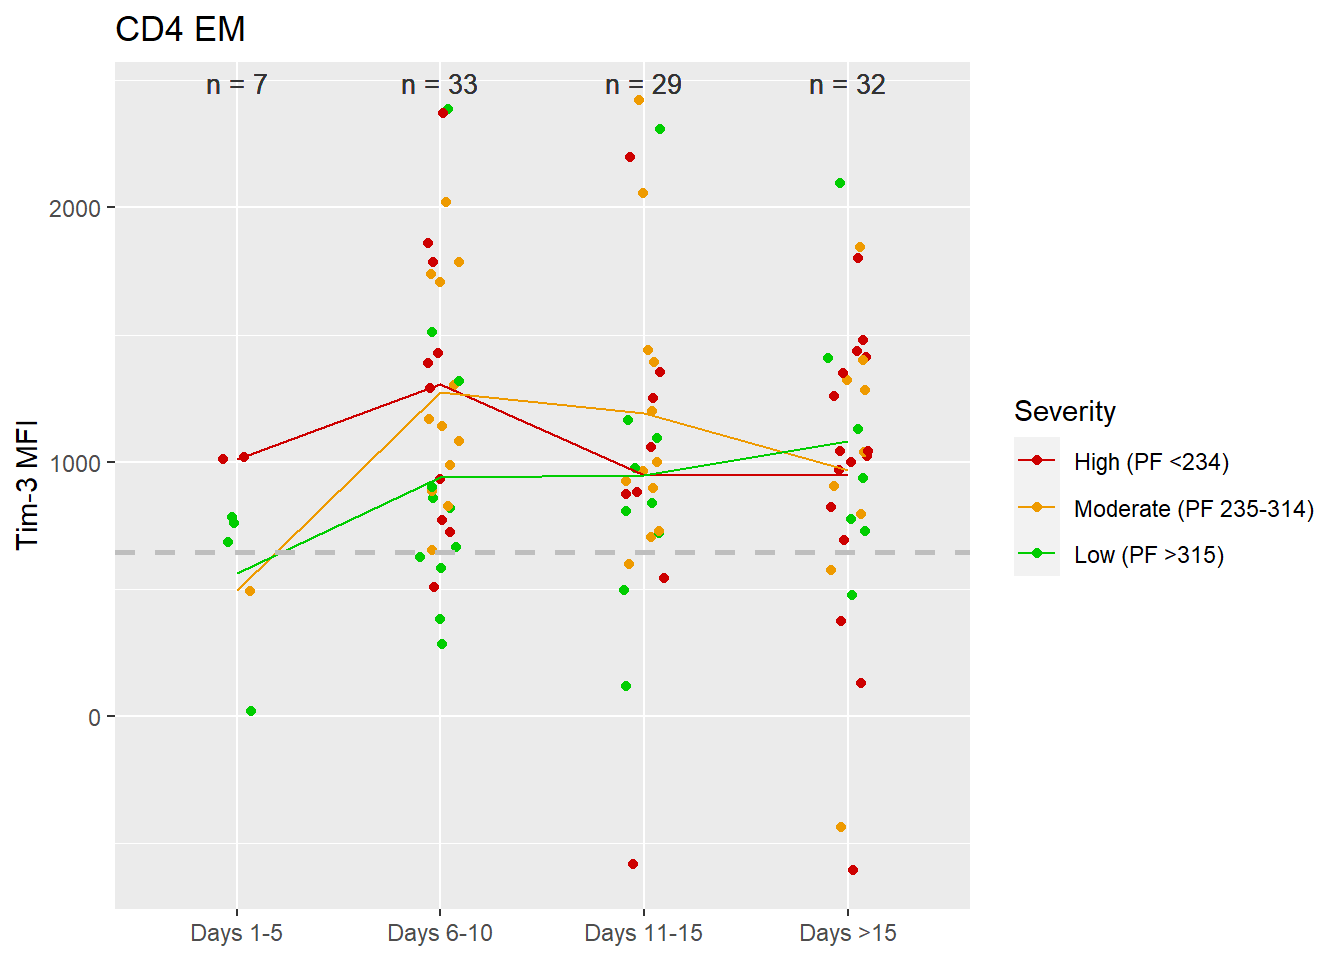 CD4 EM
n = 7
n = 33
n = 29
n = 32
2000
1000
0
Tim-3 MFI
Days 1-5
Days 6-10
Days 11-15
Days >15
Severity
High (PF <234)
Moderate (PF 235-314)
Low (PF >315)